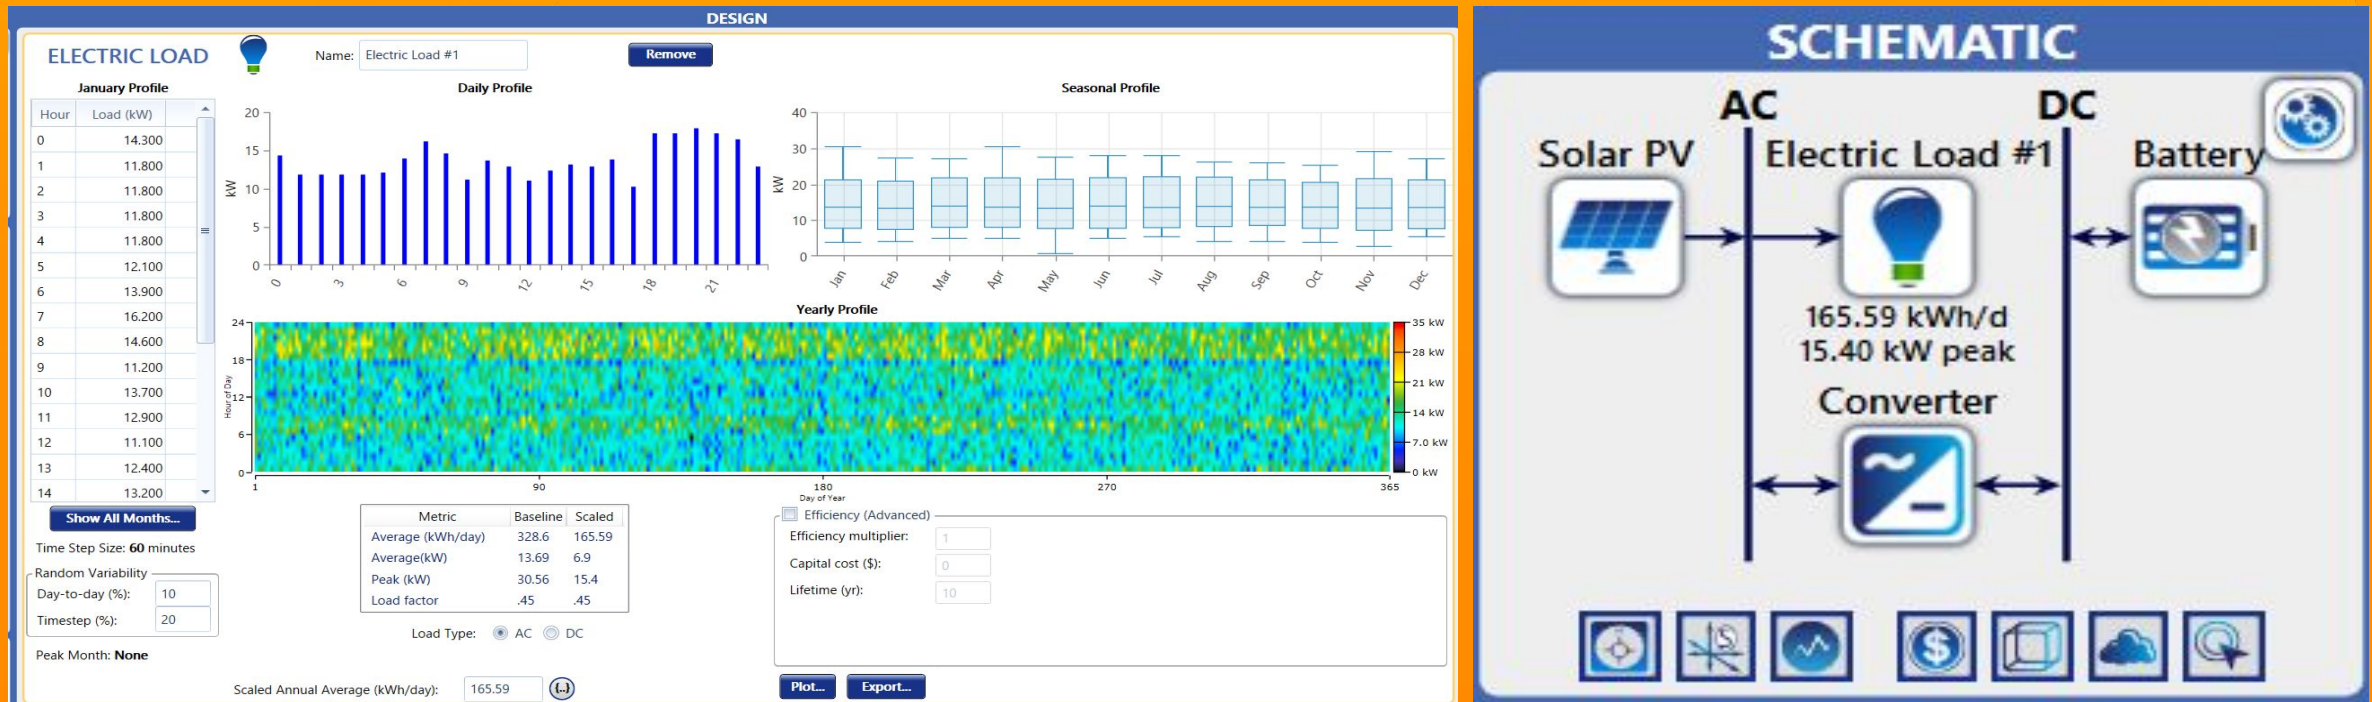 DESIGN
ELECTRIC LOAD
Name: Electric Load #1
Remove
January Profile
Hour Load (kW)
0 14.300
1 11.800
2 11.800
3 11.800
4 11.800
5 12.100
6 13.900
7 16.200
8 14.600
9 11.200
10 13.700
11 12.900
12 11.100
13 12.400
14 13.200
Show All Months...
Time Step Size: 60 minutes
Random Variability
Day-to-day (%): 10
Timestep (%): 20
Peak Month: None
Daily Profile
20
15
10
5
0
kW
0 3 6 9 12 15 18 21
Seasonal Profile
40
30
20
10
0
kW
Jan Feb Mar Apr May Jun Jul Aug Sep Oct Nov Dec
Yearly Profile
24
18
12
6
0
Hour of Day
1 90 180 270 365
Day of Year
35 kW
28 kW
21 kW
14 kW
7.0 kW
0 kW
Metric Baseline Scaled
Average (kWh/day) 328.6 165.59
Average(kW) 13.69 6.9
Peak (kW) 30.56 15.4
Load factor .45 .45
Load Type: AC DC
Scaled Annual Average (kWh/day): 165.59 {..}
Efficiency (Advanced)
Efficiency multiplier: 1
Capital cost ($): 0
Lifetime (yr): 10
Plot... Export...
SCHEMATIC
AC DC
Solar PV Electric Load #1 Battery
165.59 kWh/d
15.40 kW peak
Converter